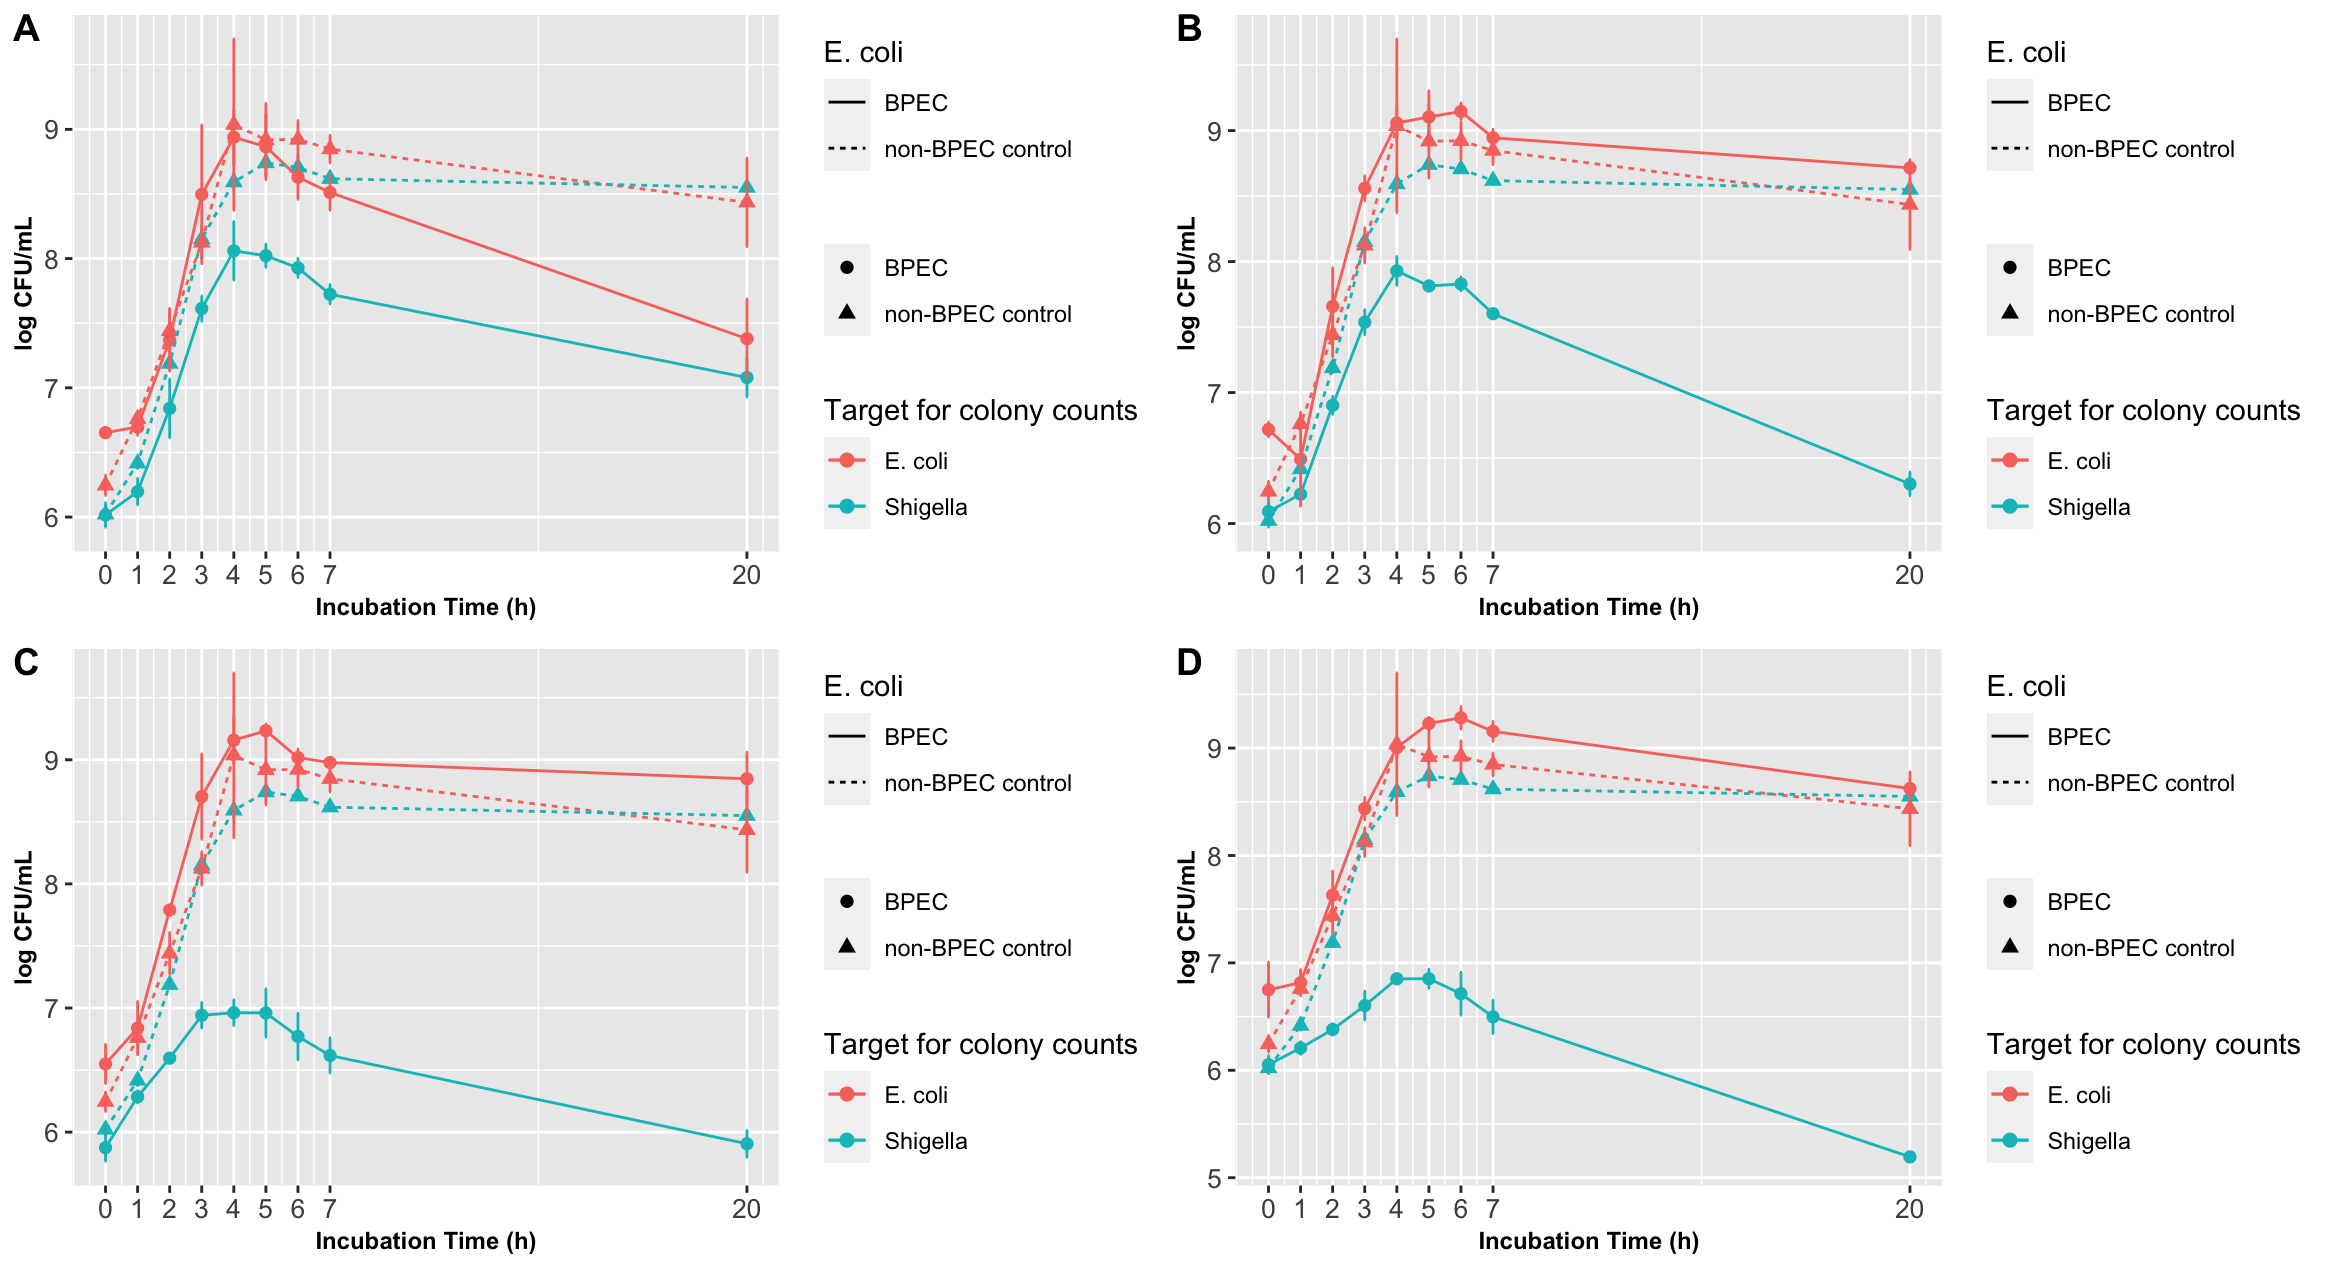 A
9
8
7
6
log CFU/mL
0 1 2 3 4 5 6 7 20
Incubation Time (h)
E. coli
BPEC
non-BPEC control
BPEC
non-BPEC control
Target for colony counts
E. coli
Shigella
B
9
8
7
6
log CFU/mL
0 1 2 3 4 5 6 7 20
Incubation Time (h)
E. coli
BPEC
non-BPEC control
BPEC
non-BPEC control
Target for colony counts
E. coli
Shigella
C
9
8
7
6
log CFU/mL
0 1 2 3 4 5 6 7 20
Incubation Time (h)
E. coli
BPEC
non-BPEC control
BPEC
non-BPEC control
Target for colony counts
E. coli
Shigella
D
9
8
7
6
5
log CFU/mL
0 1 2 3 4 5 6 7 20
Incubation Time (h)
E. coli
BPEC
non-BPEC control
BPEC
non-BPEC control
Target for colony counts
E. coli
Shigella